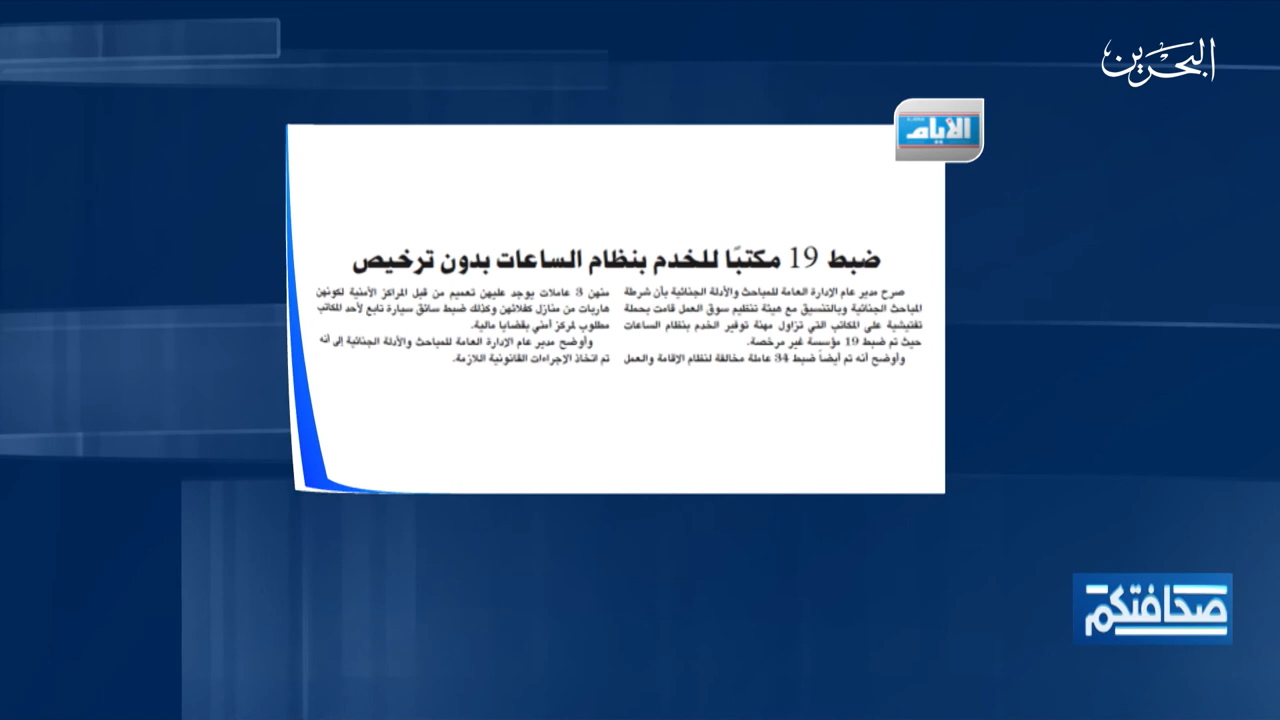 البحرين
الأيام
ضبط 19 مكتبًا للخدم بنظام الساعات بدون ترخيص
صرح مدير عام الإدارة العامة للمباحث والأدلة الجنائية بأن شرطة
المباحث الجنائية وبالتنسيق مع هيئة تنظيم سوق العمل قامت بحملة
تفتيشية على المكاتب التي تزاول مهنة توفير الخدم بنظام الساعات
حيث تم ضبط 19 مؤسسة غير مرخصة.
وأوضح أنه تم أيضاً ضبط 34 عاملة مخالفة لنظام الإقامة والعمل
منهن 3 عاملات يوجد عليهن تعميم من قبل المراكز الأمنية لكونهن
هاربات من منازل كفلائهن وكذلك ضبط سائق سيارة تابع لأحد المكاتب
مطلوب لمركز أمني بقضايا مالية.
وأوضح مدير عام الإدارة العامة للمباحث والأدلة الجنائية إلى أنه
تم اتخاذ الإجراءات القانونية اللازمة.
صحافتكم